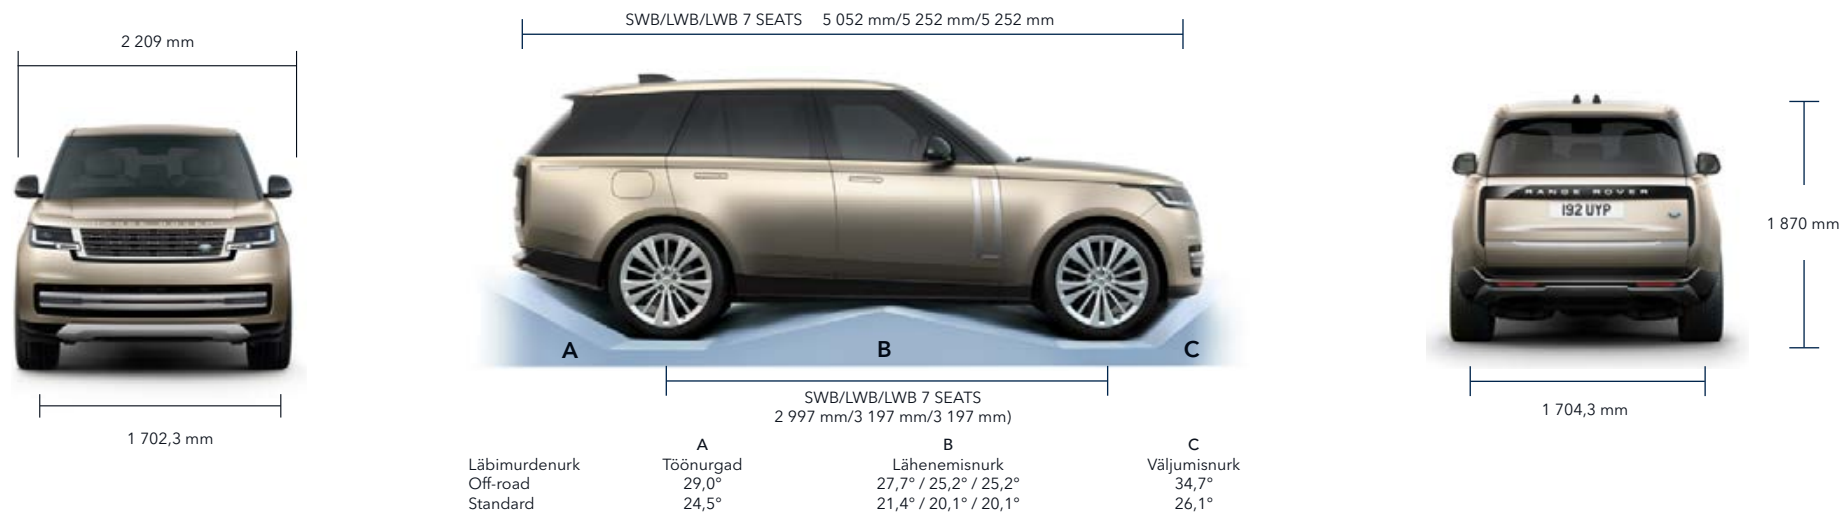 SWB/LWB/LWB 7 SEATS 5 052 mm/5 252 mm/5 252 mm
2 209 mm
RANGE ROVER
192 UYP
1 870 mm
A B C
SWB/LWB/LWB 7 SEATS
2 997 mm/3 197 mm/3 197 mm)
1 702,3 mm
1 704,3 mm
A B C
Läbimurdenurk Töönurgad Lähenemisnurk Väljumisnurk
Off-road 29,0° 27,7° / 25,2° / 25,2° 34,7°
Standard 24,5° 21,4° / 20,1° / 20,1° 26,1°